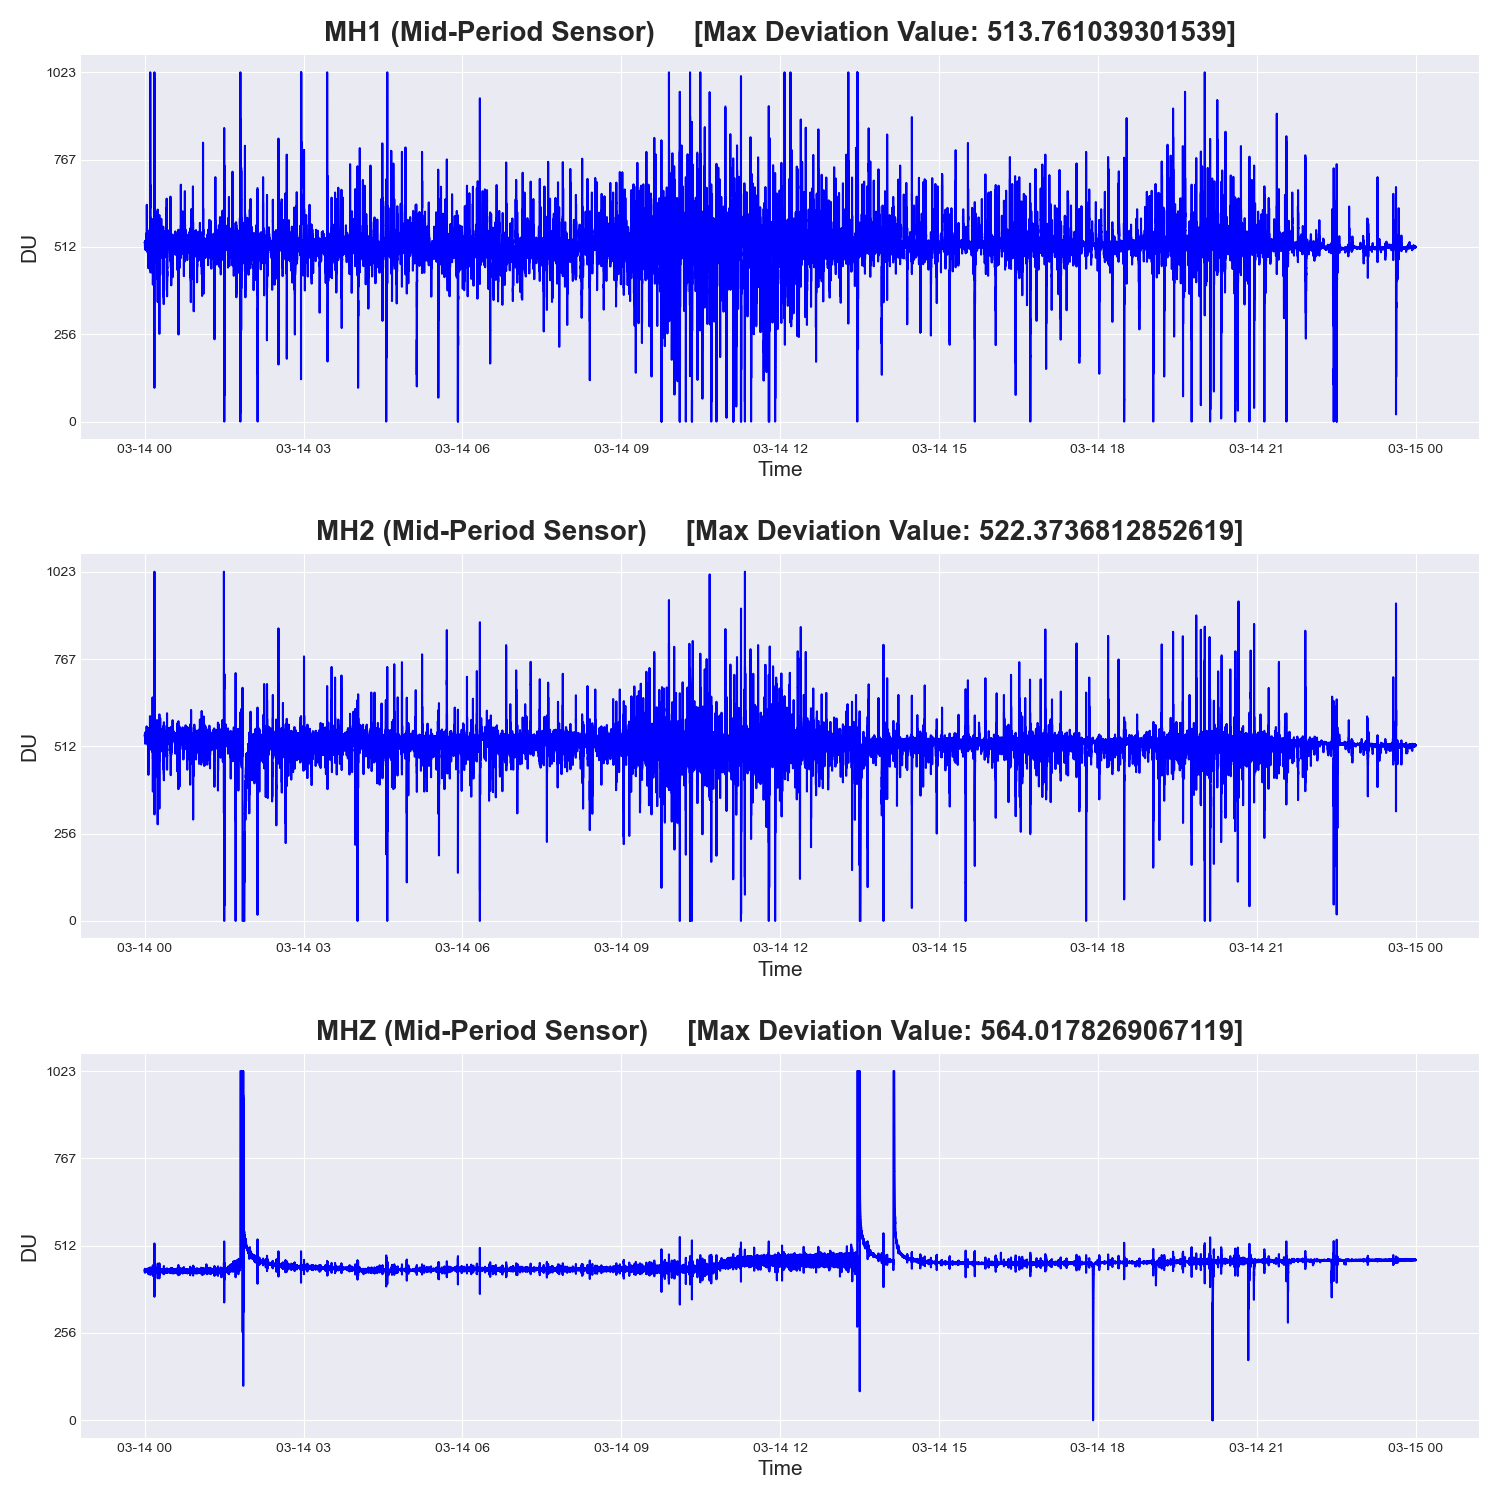 MH1 (Mid-Period Sensor) [Max Deviation Value: 513.761039301539]
1023
767
512
256
0
DU
03-14 00 03-14 03 03-14 06 03-14 09 03-14 12 03-14 15 03-14 18 03-14 21 03-15 00
Time
MH2 (Mid-Period Sensor) [Max Deviation Value: 522.3736812852619]
1023
767
512
256
0
DU
03-14 00 03-14 03 03-14 06 03-14 09 03-14 12 03-14 15 03-14 18 03-14 21 03-15 00
Time
MHZ (Mid-Period Sensor) [Max Deviation Value: 564.0178269067119]
1023
767
512
256
0
DU
03-14 00 03-14 03 03-14 06 03-14 09 03-14 12 03-14 15 03-14 18 03-14 21 03-15 00
Time